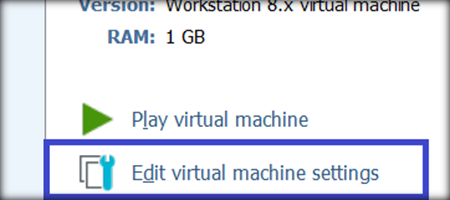 Version: Workstation 8.x virtual machine
RAM: 1 GB
Play virtual machine
Edit virtual machine settings